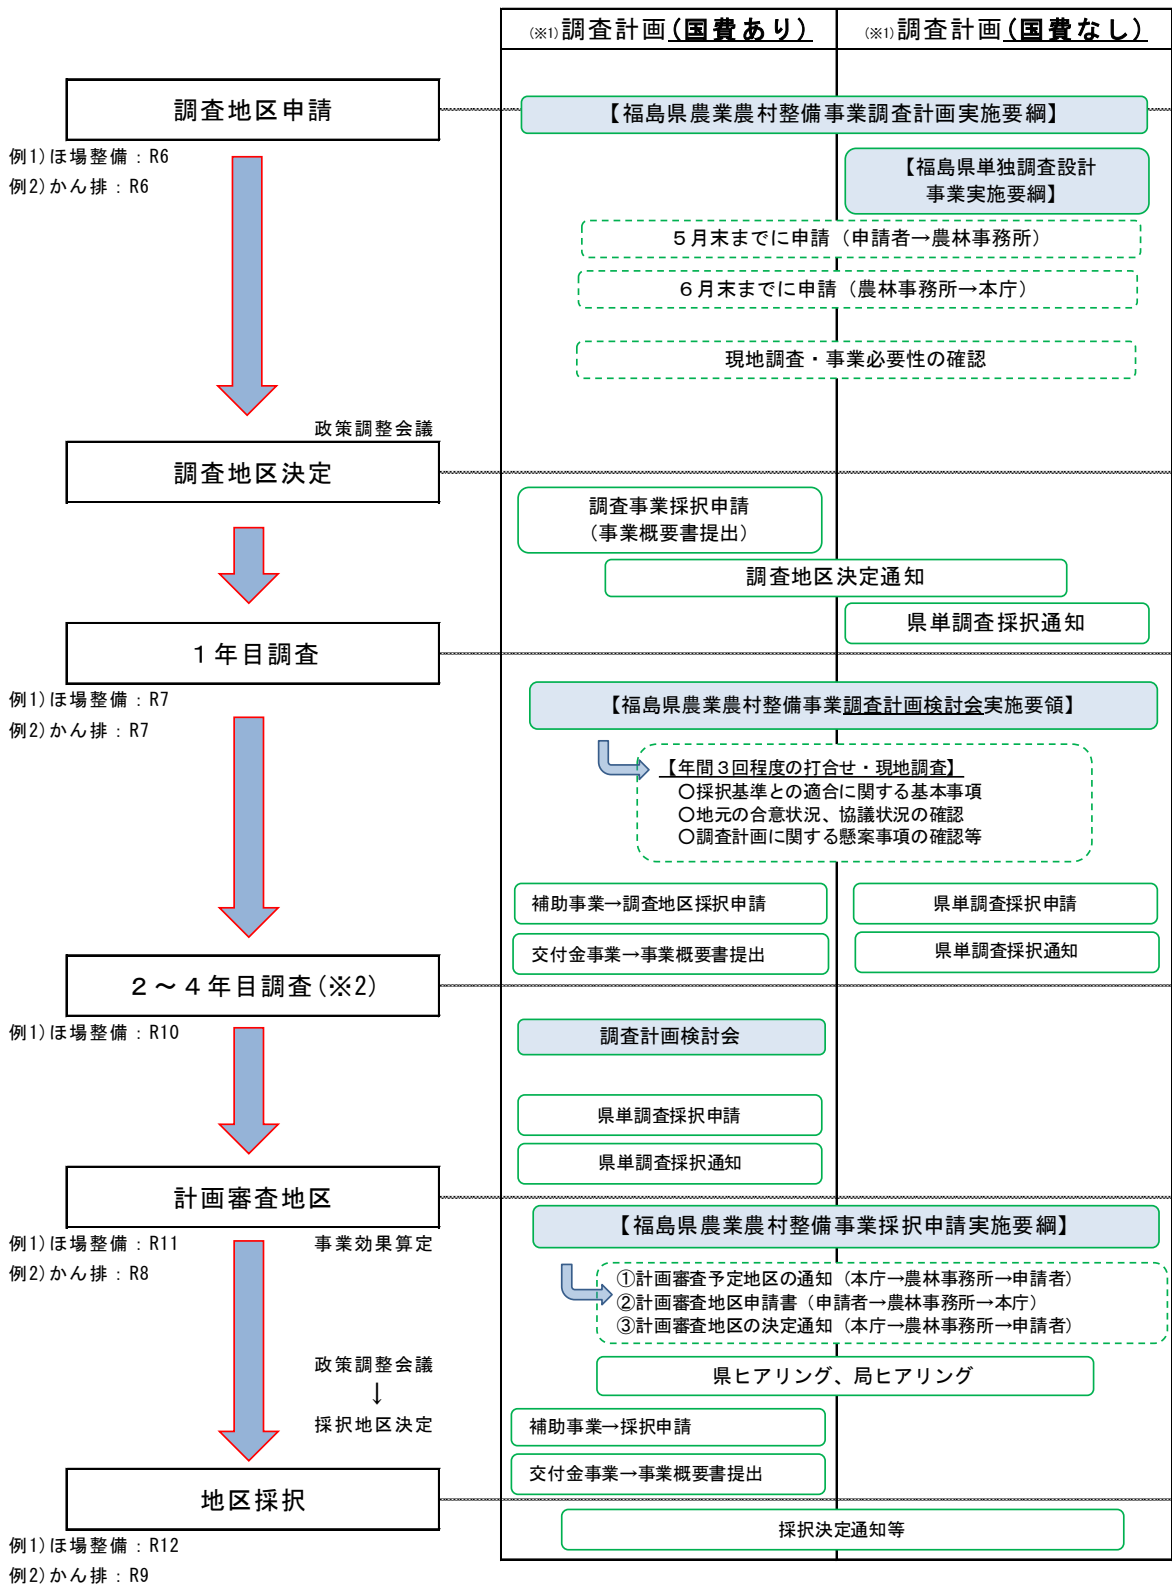 (※1)調査計画(国費あり)
(※1)調査計画(国費なし)
調査地区申請
【福島県農業農村整備事業調査計画実施要綱】
例1)ほ場整備：R6
例2)かん排：R6
【福島県単独調査設計
事業実施要綱】
５月末までに申請（申請者→農林事務所）
６月末までに申請（農林事務所→本庁）
現地調査・事業必要性の確認
政策調整会議
調査地区決定
調査事業採択申請
（事業概要書提出）
調査地区決定通知
県単調査採択通知
１年目調査
例1)ほ場整備：R7
例2)かん排：R7
【福島県農業農村整備事業調査計画検討会実施要領】
【年間３回程度の打合せ・現地調査】
〇採択基準との適合に関する基本事項
〇地元の合意状況、協議状況の確認
〇調査計画に関する懸案事項の確認等
補助事業→調査地区採択申請
県単調査採択申請
交付金事業→事業概要書提出
県単調査採択通知
２～４年目調査(※2)
例1)ほ場整備：R10
調査計画検討会
県単調査採択申請
県単調査採択通知
計画審査地区
例1)ほ場整備：R11
例2)かん排：R8
事業効果算定
【福島県農業農村整備事業採択申請実施要綱】
①計画審査予定地区の通知（本庁→農林事務所→申請者）
②計画審査地区申請書（申請者→農林事務所→本庁）
③計画審査地区の決定通知（本庁→農林事務所→申請者）
政策調整会議
↓
採択地区決定
県ヒアリング、局ヒアリング
補助事業→採択申請
交付金事業→事業概要書提出
地区採択
採択決定通知等
例1)ほ場整備：R12
例2)かん排：R9